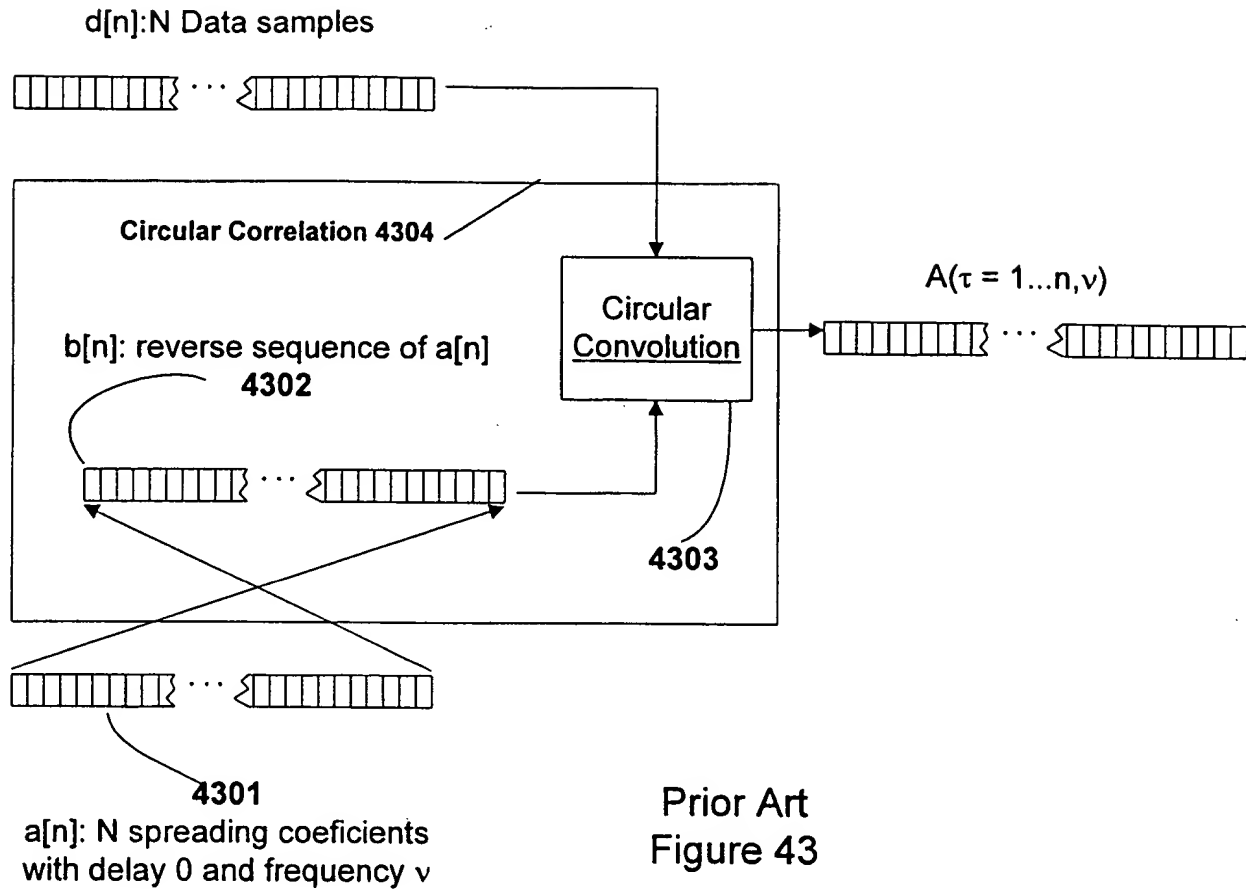 d[n]:N Data samples
Circular Correlation 4304
A(τ = 1...n,ν)
Circular
Convolution
b[n]: reverse sequence of a[n]
4302
4303
4301
a[n]: N spreading coeficients
with delay 0 and frequency ν
Prior Art
Figure 43